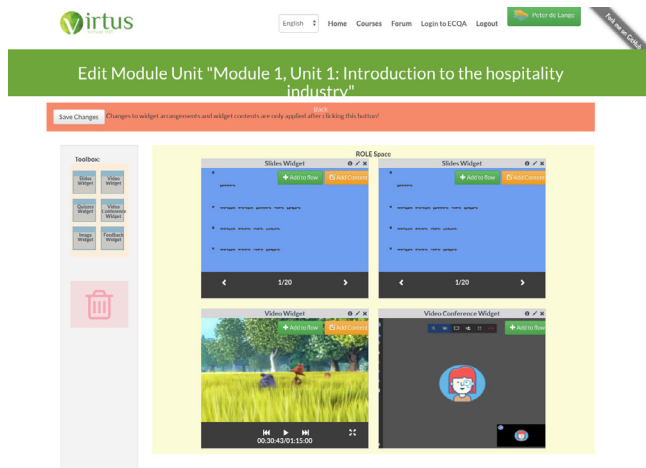 Virtus
English
Home
Courses
Forum
Login to ECQA
Logout
Peter de Lange
Fork me on GitHub
Edit Module Unit "Module 1, Unit 1: Introduction to the hospitality
industry"
Back
Save Changes
Changes to widget arrangements and widget contents are only applied after clicking this button!
Toolbox:
Slides
Widget
Video
Widget
Quizzes
Widget
Video
Conference
Widget
Image
Widget
Feedback
Widget
ROLE Space
Slides Widget
Add to flow
Add Content
1/20
Slides Widget
Add to flow
Add Content
1/20
Video Widget
Add to flow
Add Content
00:30:43/01:15:00
Video Conference Widget
Add to flow